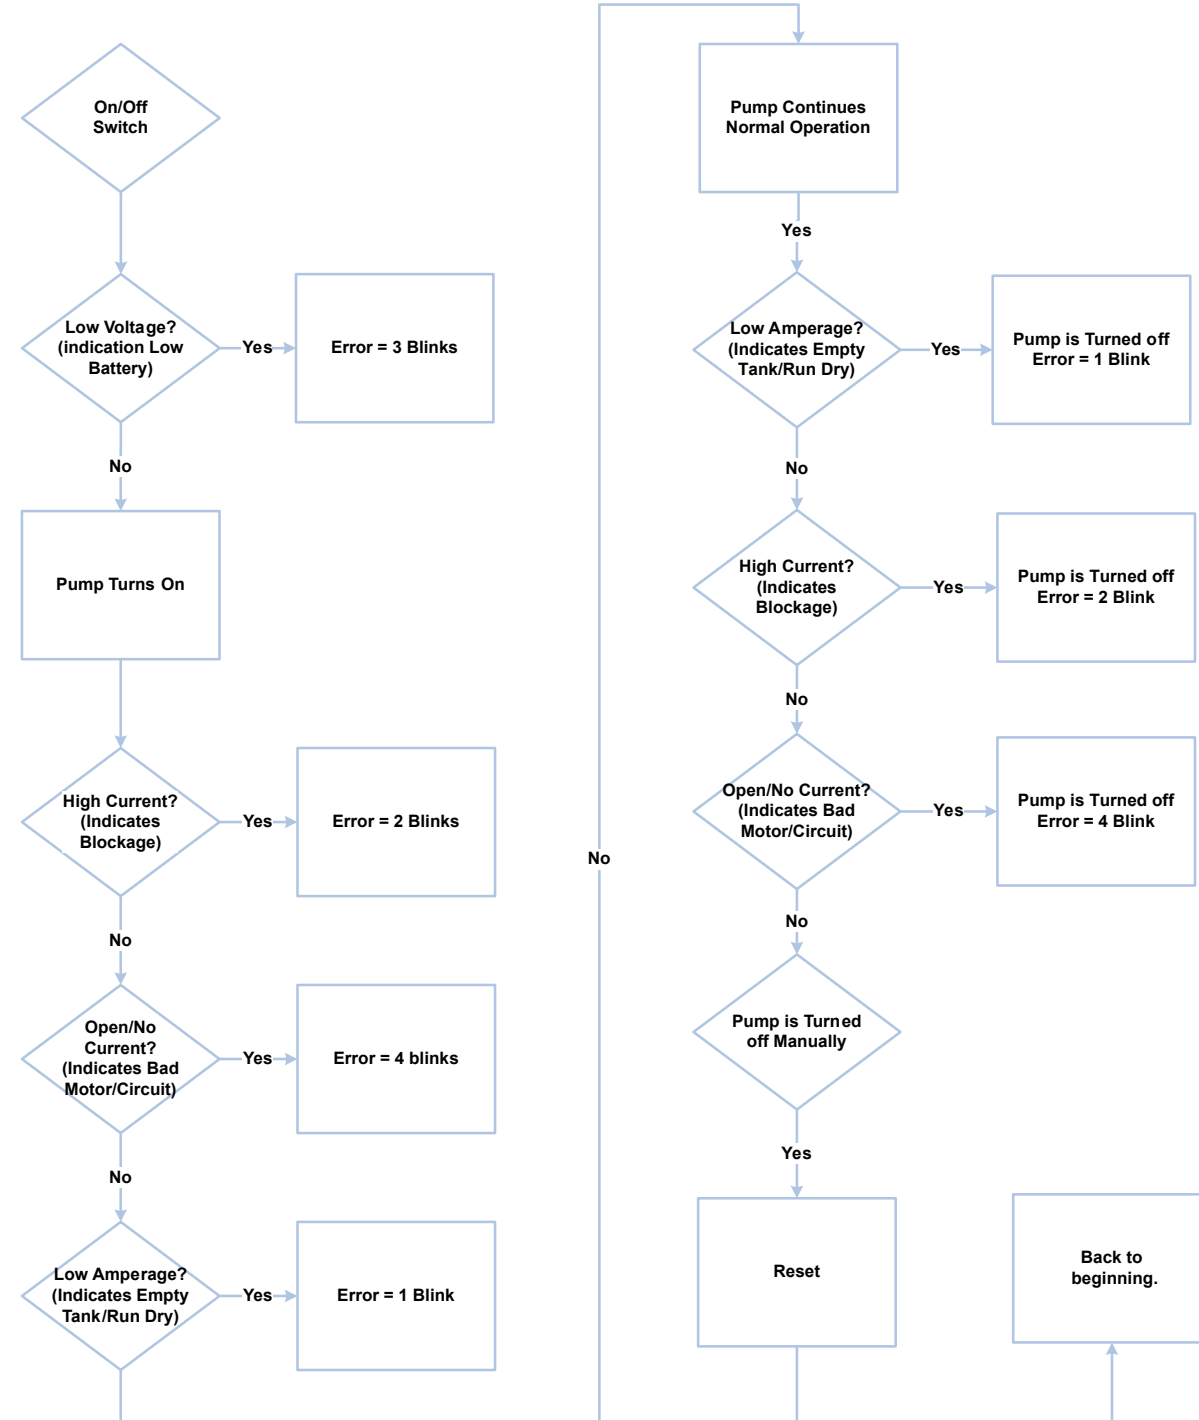 On/Off
Switch
Low Voltage?
(indication Low
Battery)
Yes
Error = 3 Blinks
No
Pump Turns On
High Current?
(Indicates
Blockage)
Yes
Error = 2 Blinks
No
Open/No
Current?
(Indicates Bad
Motor/Circuit)
Yes
Error = 4 blinks
No
Low Amperage?
(Indicates Empty
Tank/Run Dry)
Yes
Error = 1 Blink
No
Pump Continues
Normal Operation
Yes
Low Amperage?
(Indicates Empty
Tank/Run Dry)
Yes
Pump is Turned off
Error = 1 Blink
No
High Current?
(Indicates
Blockage)
Yes
Pump is Turned off
Error = 2 Blink
No
Open/No Current?
(Indicates Bad
Motor/Circuit)
Yes
Pump is Turned off
Error = 4 Blink
No
Pump is Turned
off Manually
Yes
Reset
Back to
beginning.